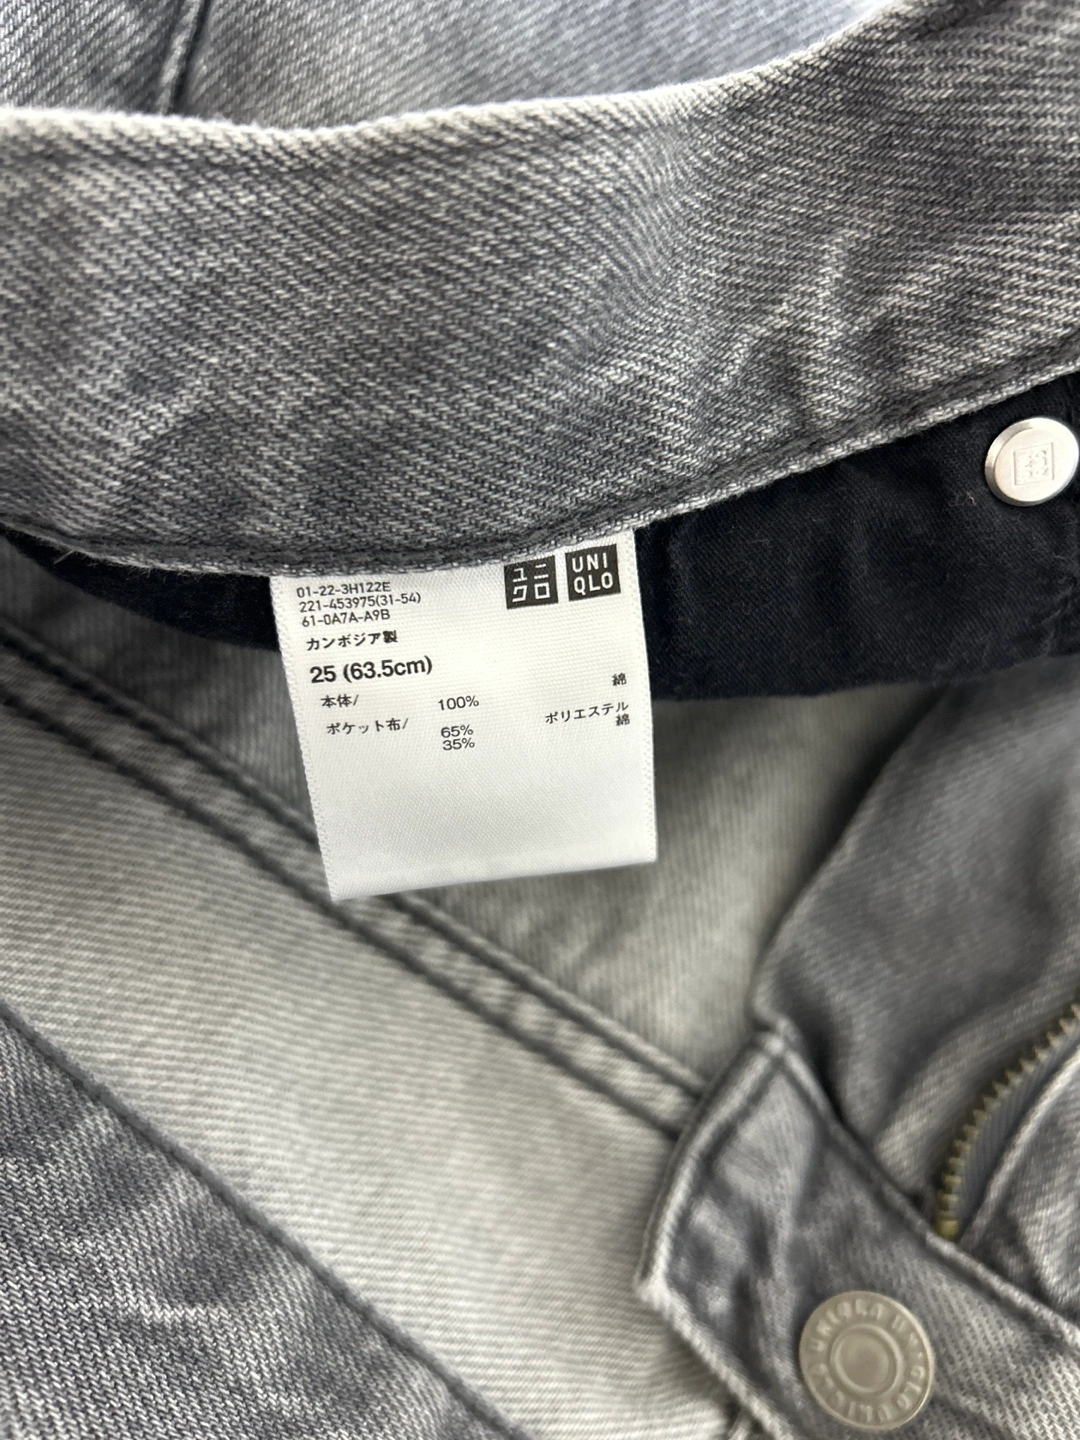 01-22-3H122E
221-453975(31-54)
61-0A7A-A9B
ユニ
クロ
UNI
QLO
カンボジア製
25 (63.5cm)
本体/ 100% 綿
ポケット布/ 65% ポリエステル
35% 綿